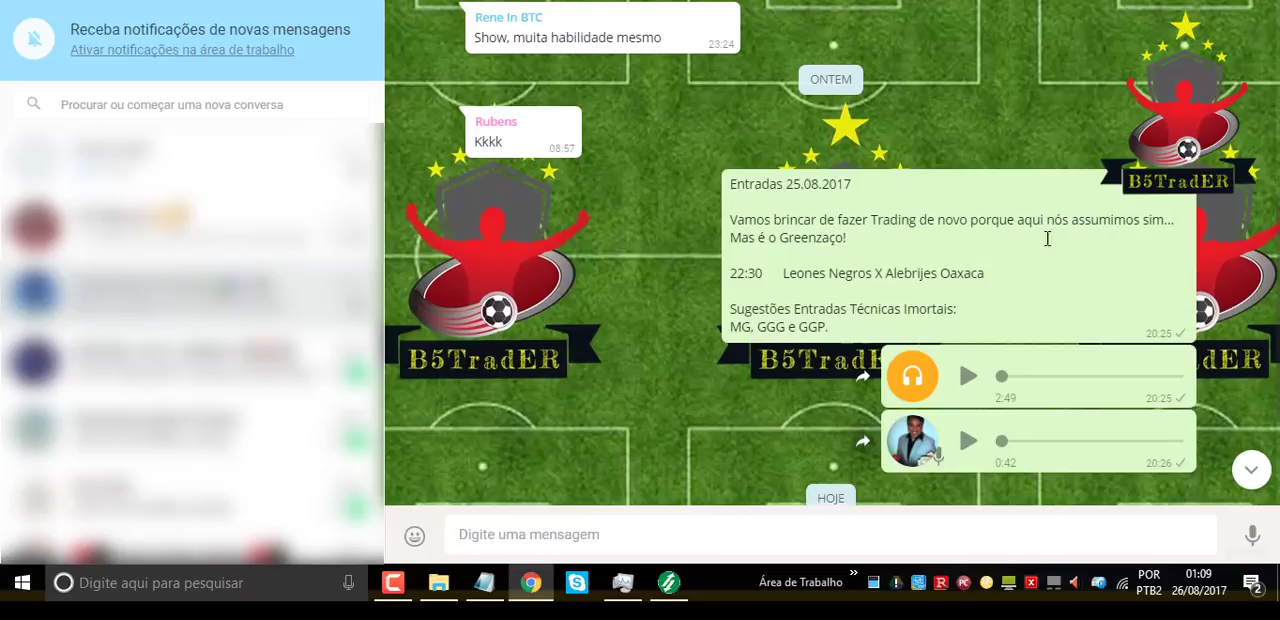 Receba notificações de novas mensagens
Ativar notificações na área de trabalho
Procurar ou começar uma nova conversa
Rene In BTC
Show, muita habilidade mesmo
23:24
ONTEM
Rubens
Kkkk
08:57
B5TradER
Entradas 25.08.2017
Vamos brincar de fazer Trading de novo porque aqui nós assumimos sim...
Mas é o Greenzaço!
22:30 Leones Negros X Alebrijes Oaxaca
Sugestões Entradas Técnicas Imortais:
MG, GGG e GGP.
20:25
B5TradER
B5TradER
B5TradER
2:49
20:25
0:42
20:26
HOJE
Digite uma mensagem
Digite aqui para pesquisar
Área de Trabalho
POR
PTB2
01:09
26/08/2017
2